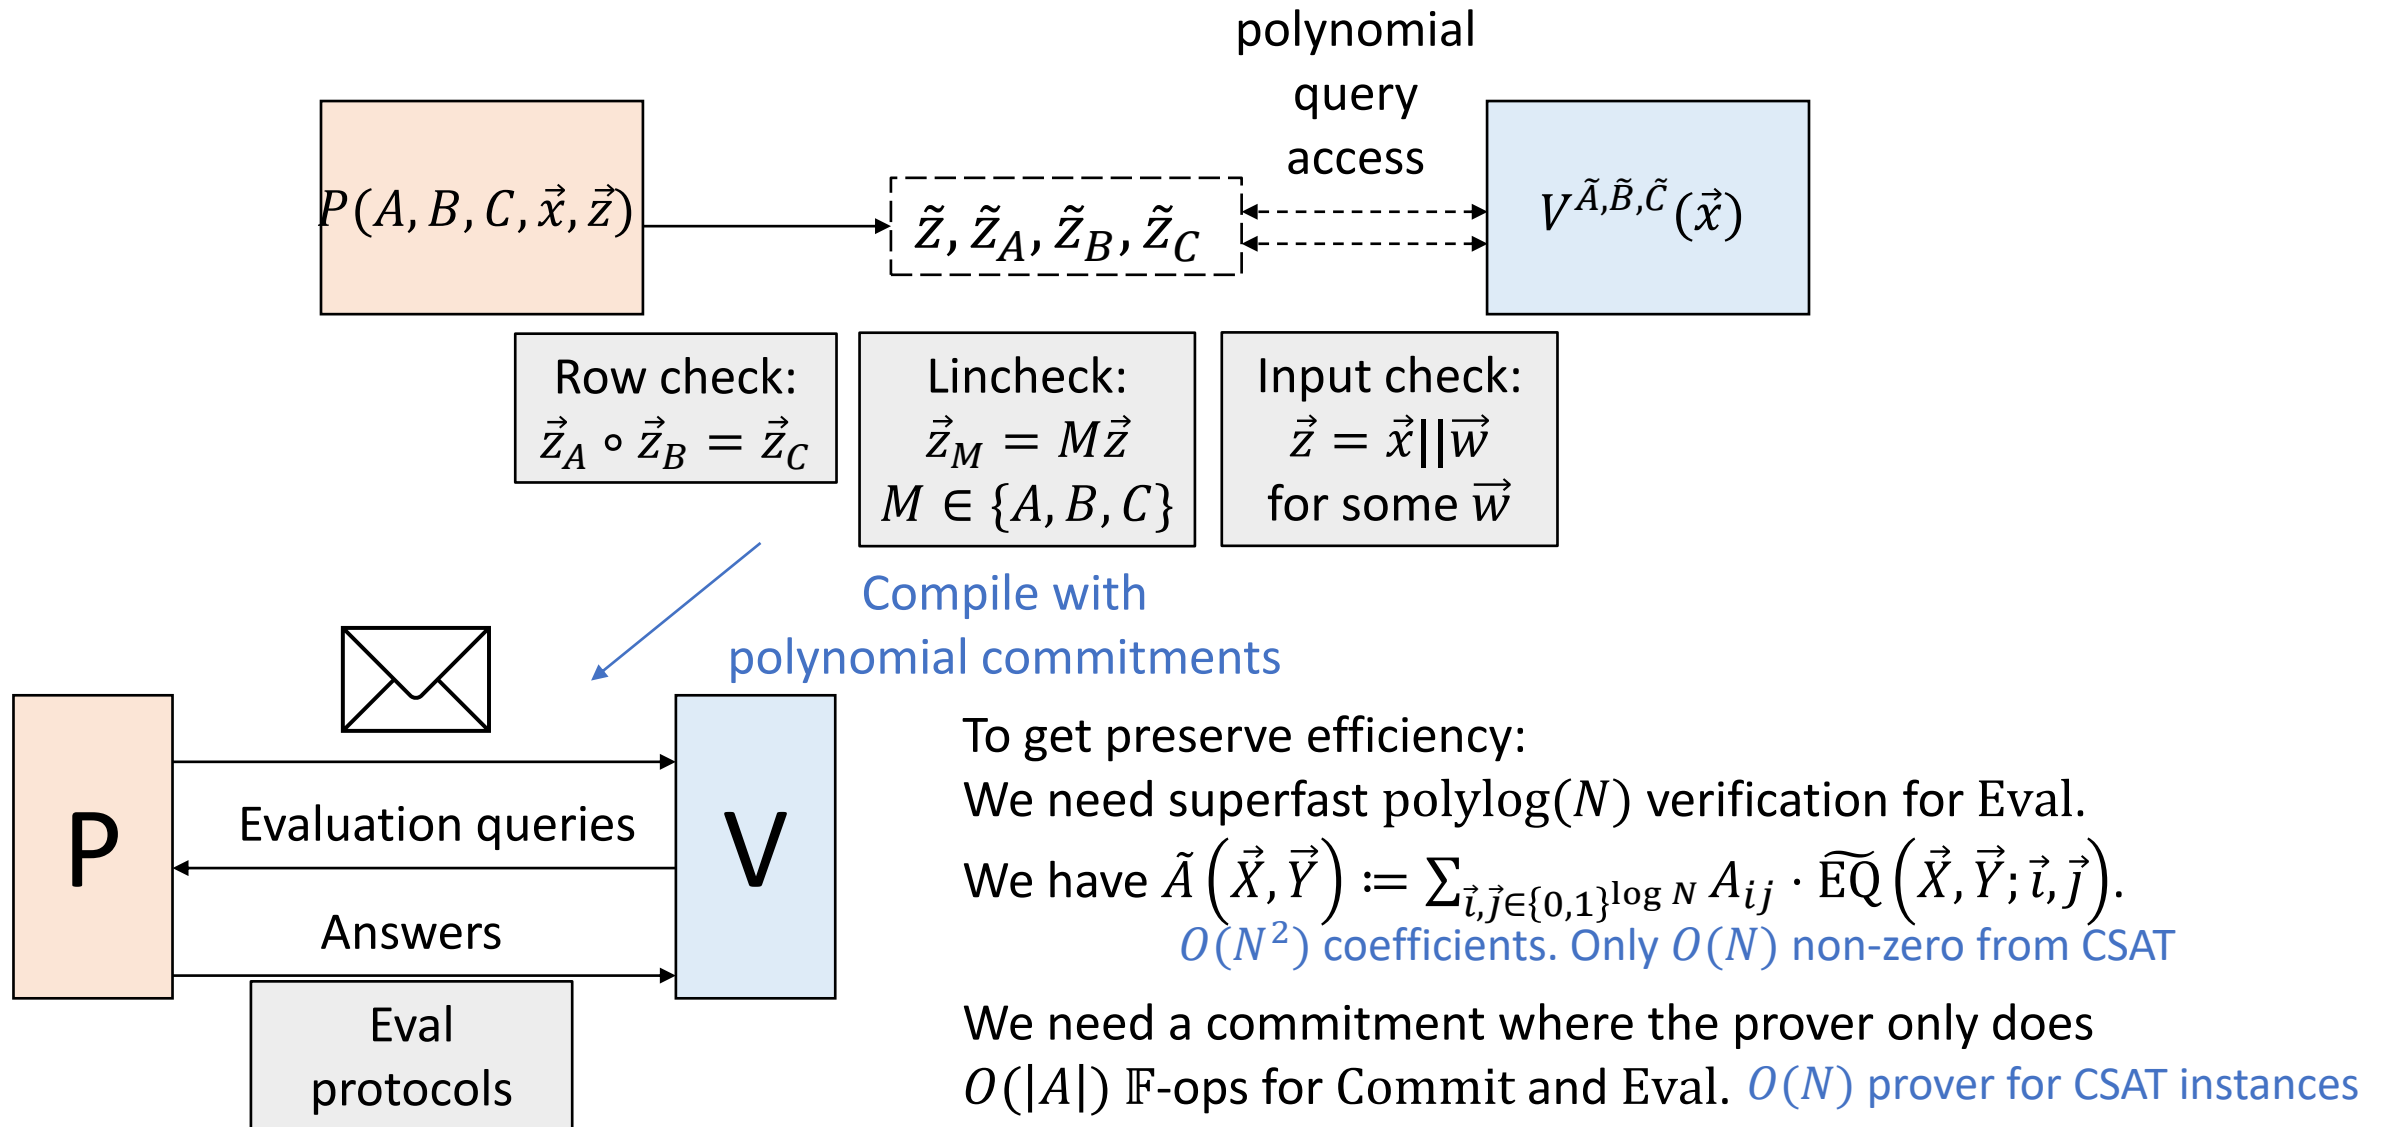 polynomial
query
access
P(A, B, C, x⃗, z⃗)
z̃, z̃_A, z̃_B, z̃_C
V^{Ã,B̃,C̃}(x⃗)
Row check:
z⃗_A ∘ z⃗_B = z⃗_C
Lincheck:
z⃗_M = Mz⃗
M ∈ {A, B, C}
Input check:
z⃗ = x⃗||w⃗
for some w⃗
Compile with
polynomial commitments
P
Evaluation queries
Answers
V
Eval
protocols
To get preserve efficiency:
We need superfast polylog(N) verification for Eval.
We have Ã(X⃗, Y⃗) ≔ ∑_{i⃗,j⃗∈{0,1}^{log N}} A_{ij} · E͠Q(X⃗, Y⃗; i⃗, j⃗).
O(N²) coefficients. Only O(N) non-zero from CSAT
We need a commitment where the prover only does
O(|A|) 𝔽-ops for Commit and Eval. O(N) prover for CSAT instances